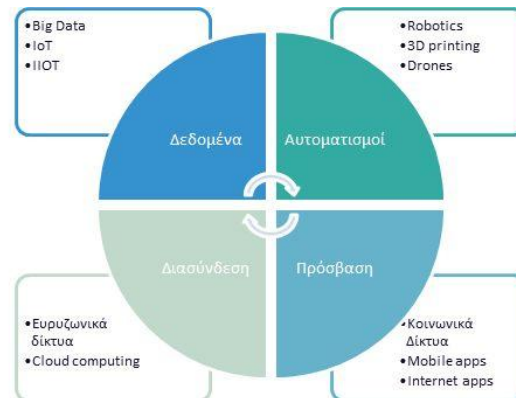 •Big Data
•IoT
•IIOT
•Robotics
•3D printing
•Drones
Δεδομένα
Αυτοματισμοί
Διασύνδεση
Πρόσβαση
•Ευρυζωνικά
δίκτυα
•Cloud computing
•Κοινωνικά
Δίκτυα
•Mobile apps
•Internet apps